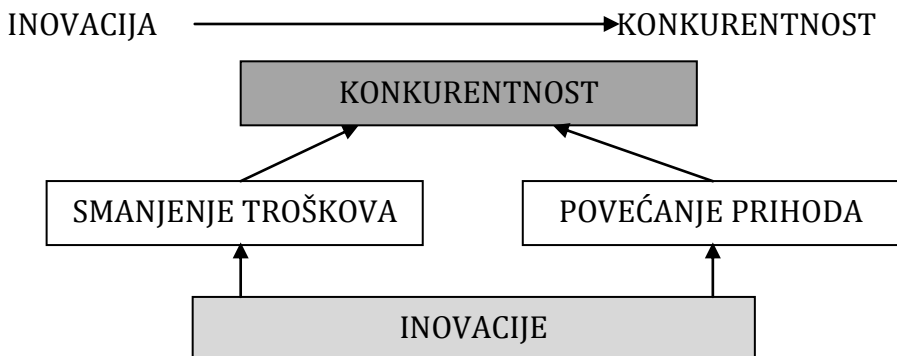 INOVACIJA KONKURENTNOST
KONKURENTNOST
SMANJENJE TROŠKOVA POVEĆANJE PRIHODA
INOVACIJE